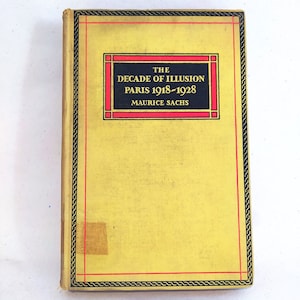 THE
DECADE OF ILLUSION
PARIS 1918-1928
MAURICE SACHS